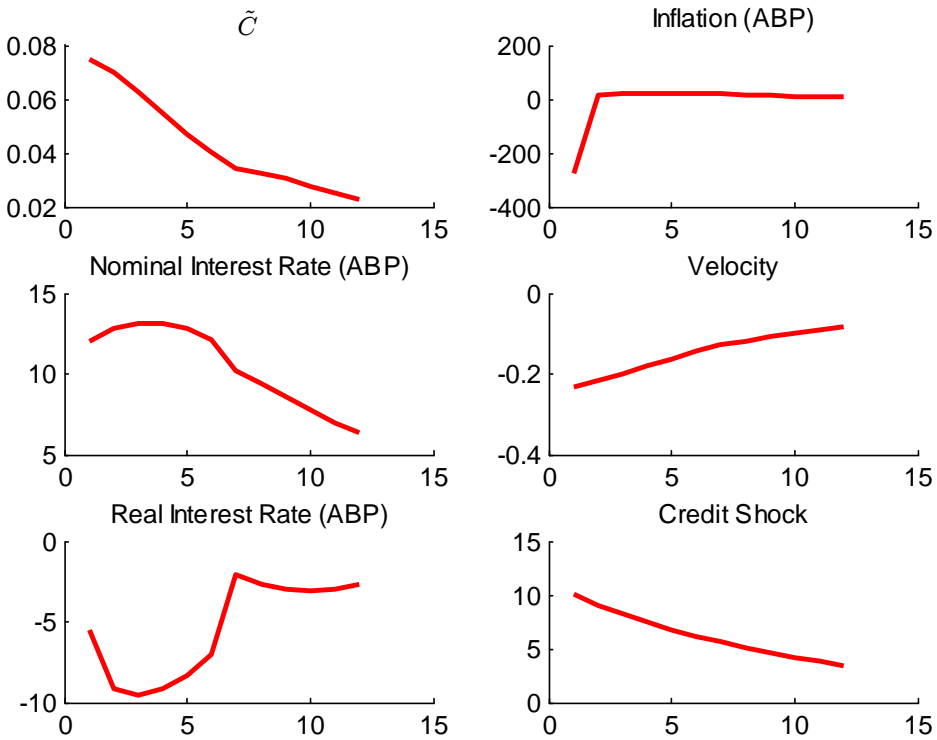 C̃
0.08
0.06
0.04
0.02
0 5 10 15
Inflation (ABP)
200
0
-200
-400
0 5 10 15
Nominal Interest Rate (ABP)
15
10
5
0 5 10 15
Velocity
0
-0.2
-0.4
0 5 10 15
Real Interest Rate (ABP)
0
-5
-10
0 5 10 15
Credit Shock
15
10
5
0
0 5 10 15